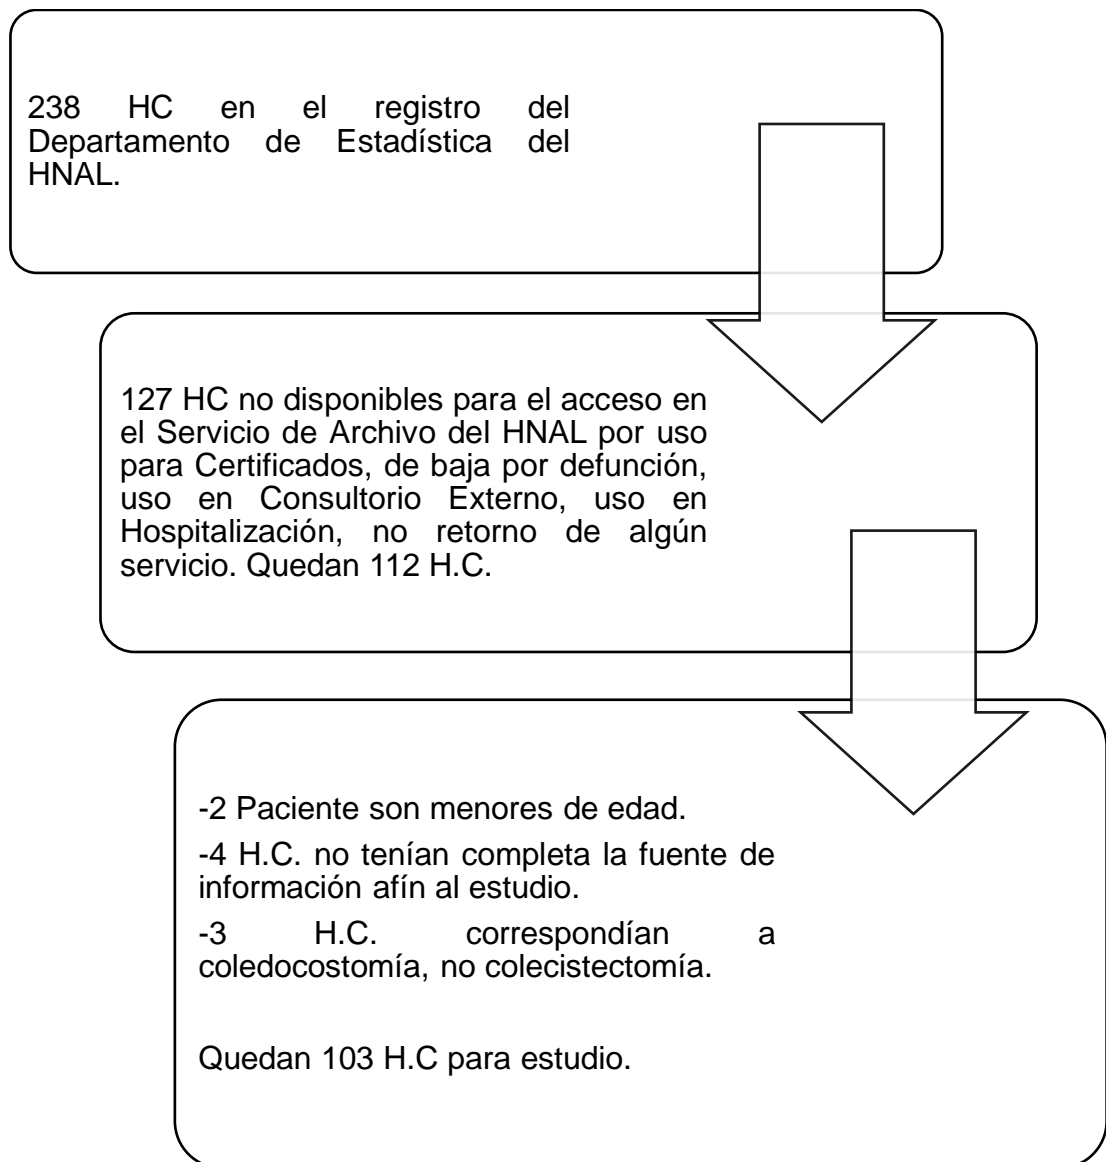 238 HC en el registro del
Departamento de Estadística del
HNAL.
127 HC no disponibles para el acceso en
el Servicio de Archivo del HNAL por uso
para Certificados, de baja por defunción,
uso en Consultorio Externo, uso en
Hospitalización, no retorno de algún
servicio. Quedan 112 H.C.
-2 Paciente son menores de edad.
-4 H.C. no tenían completa la fuente de
información afín al estudio.
-3 H.C. correspondían a
coledocostomía, no colecistectomía.
Quedan 103 H.C para estudio.